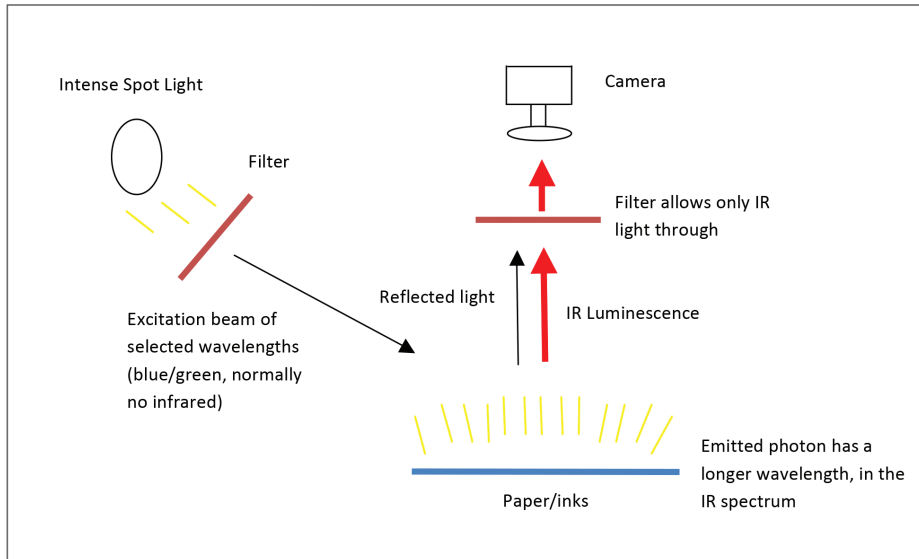 Intense Spot Light
Camera
Filter
Filter allows only IR
light through
Reflected light
IR Luminescence
Excitation beam of
selected wavelengths
(blue/green, normally
no infrared)
Emitted photon has a
longer wavelength, in the
IR spectrum
Paper/inks